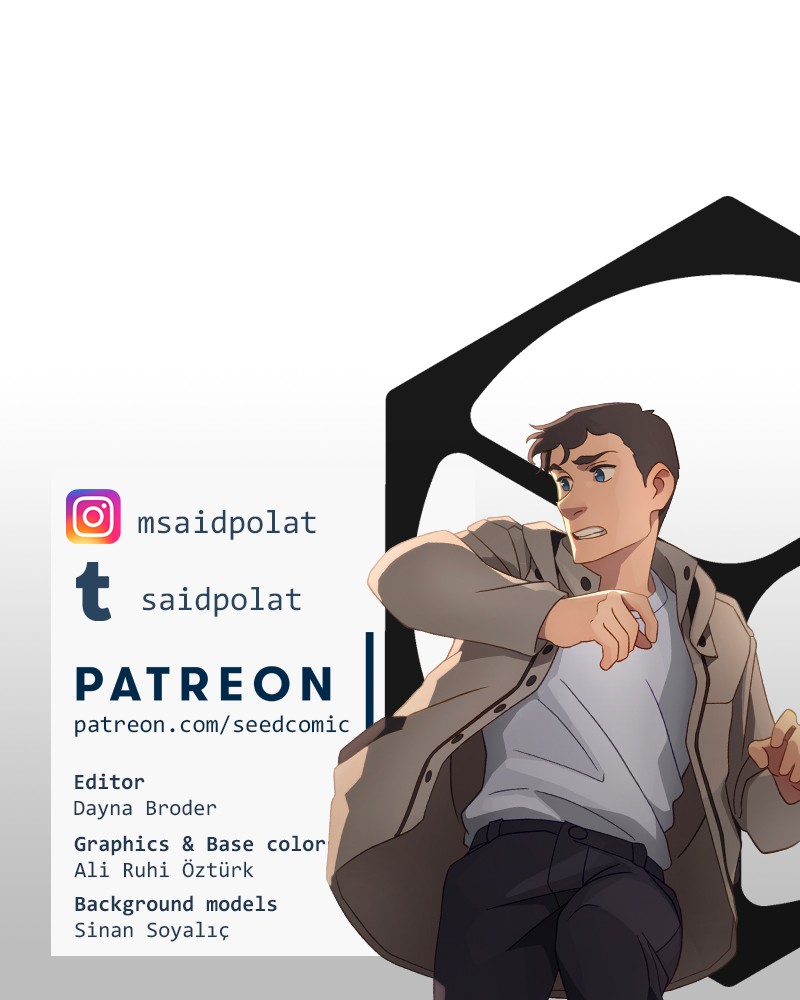 msaidpolat
t saidpolat
PATREON
patreon.com/seedcomic
Editor
Dayna Broder
Graphics & Base color
Ali Ruhi Öztürk
Background models
Sinan Soyalıç